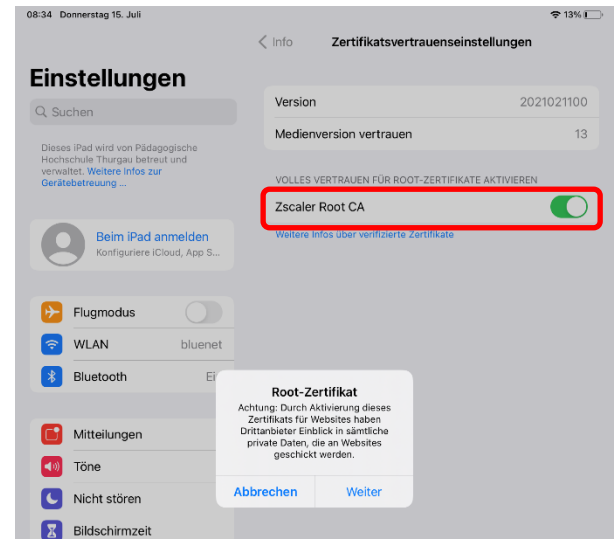 08:34 Donnerstag 15. Juli
13%
Info
Zertifikatsvertrauenseinstellungen
Einstellungen
Suchen
Dieses iPad wird von Pädagogische
Hochschule Thurgau betreut und
verwaltet. Weitere Infos zur
Gerätebetreuung ...
Beim iPad anmelden
Konfiguriere iCloud, App S...
Flugmodus
WLAN bluenet
Bluetooth Ei
Mitteilungen
Töne
Nicht stören
Bildschirmzeit
Version 2021021100
Medienversion vertrauen 13
VOLLES VERTRAUEN FÜR ROOT-ZERTIFIKATE AKTIVIEREN
Zscaler Root CA
Weitere Infos über verifizierte Zertifikate
Root-Zertifikat
Achtung: Durch Aktivierung dieses
Zertifikats für Websites haben
Drittanbieter Einblick in sämtliche
private Daten, die an Websites
geschickt werden.
Abbrechen Weiter